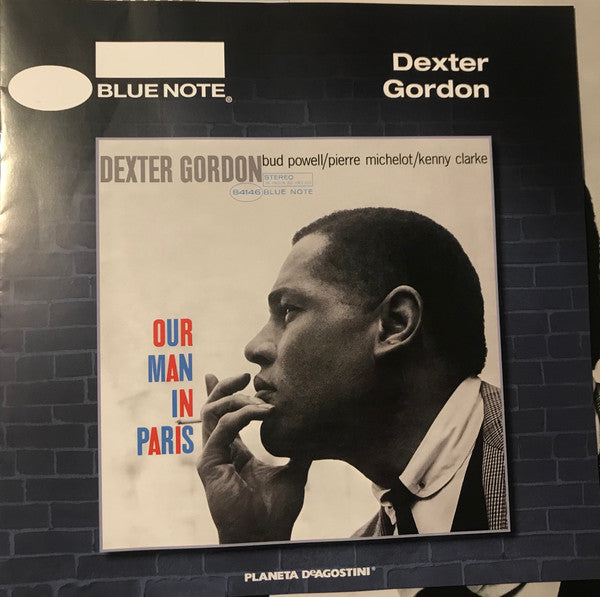 BLUE NOTE®
Dexter
Gordon
DEXTER GORDON
bud powell/pierre michelot/kenny clarke
STEREO
84146 BLUE NOTE
OUR
MAN
IN
PARIS
PLANETA DeAGOSTINI®